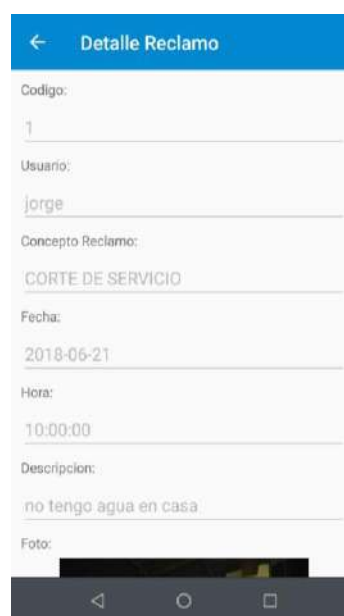 Detalle Reclamo
Codigo:
1
Usuario:
jorge
Concepto Reclamo:
CORTE DE SERVICIO
Fecha:
2018-06-21
Hora:
10:00:00
Descripcion:
no tengo agua en casa
Foto: